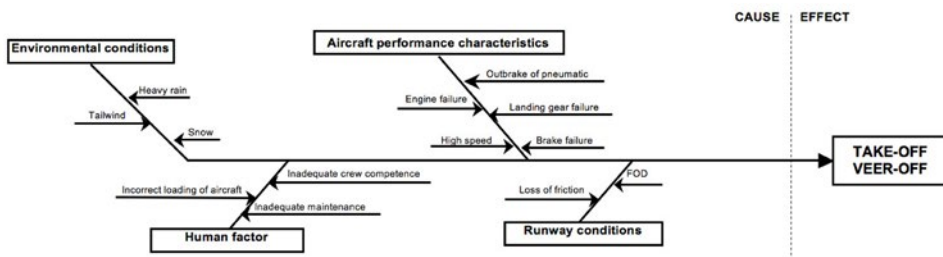 CAUSE EFFECT
Environmental conditions
Aircraft performance characteristics
Outbrake of pneumatic
Heavy rain
Engine failure
Landing gear failure
Tailwind
Snow
High speed
Brake failure
TAKE-OFF
VEER-OFF
Inadequate crew competence
FOD
Incorrect loading of aircraft
Loss of friction
Inadequate maintenance
Human factor
Runway conditions